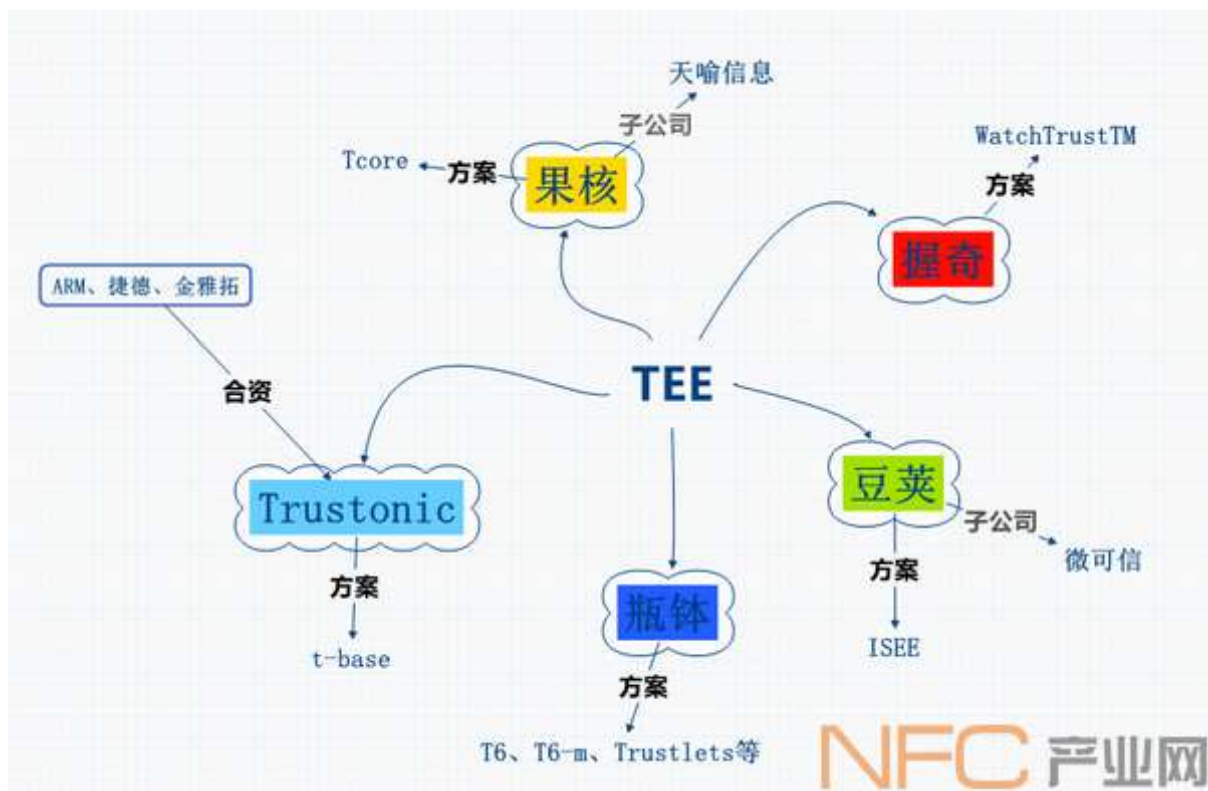 天喻信息
子公司
WatchTrustTM
Tcore
方案
果核
方案
握奇
ARM、捷德、金雅拓
TEE
合资
豆荚
Trustonic
子公司
微可信
方案
方案
瓶钵
ISEE
t-base
方案
T6、T6-m、Trustlets等
NFC产业网